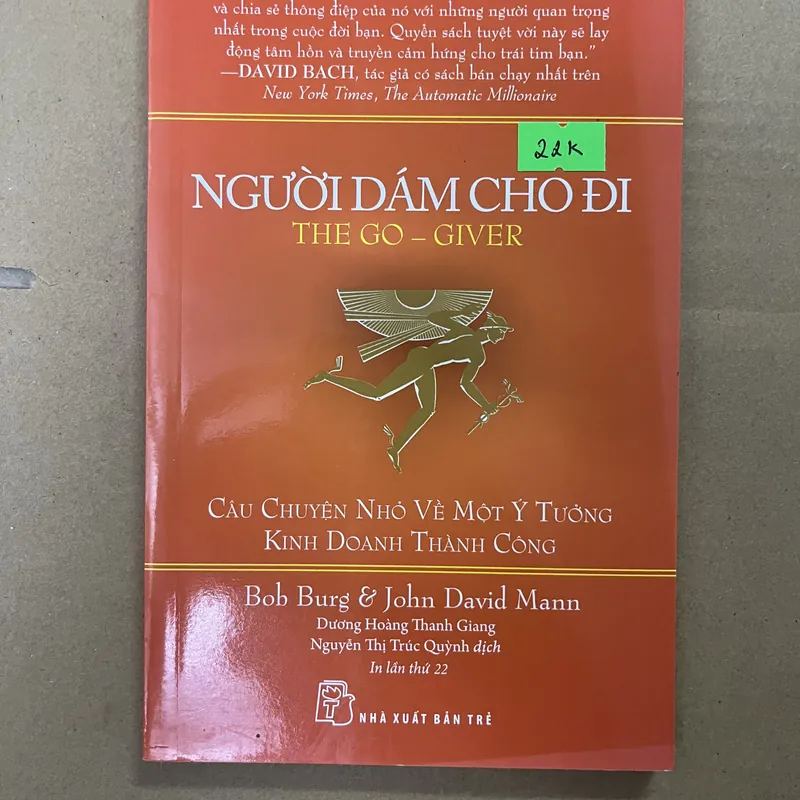 và chia sẻ thông điệp của nó với những người quan trọng
nhất trong cuộc đời bạn. Quyển sách tuyệt vời này sẽ lay
động tâm hồn và truyền cảm hứng cho trái tim bạn.”
—DAVID BACH, tác giả có sách bán chạy nhất trên
New York Times, The Automatic Millionaire
22K
NGƯỜI DÁM CHO ĐI
THE GO – GIVER
CÂU CHUYỆN NHỎ VỀ MỘT Ý TƯỞNG
KINH DOANH THÀNH CÔNG
Bob Burg & John David Mann
Dương Hoàng Thanh Giang
Nguyễn Thị Trúc Quỳnh dịch
In lần thứ 22
T
NHÀ XUẤT BẢN TRẺ